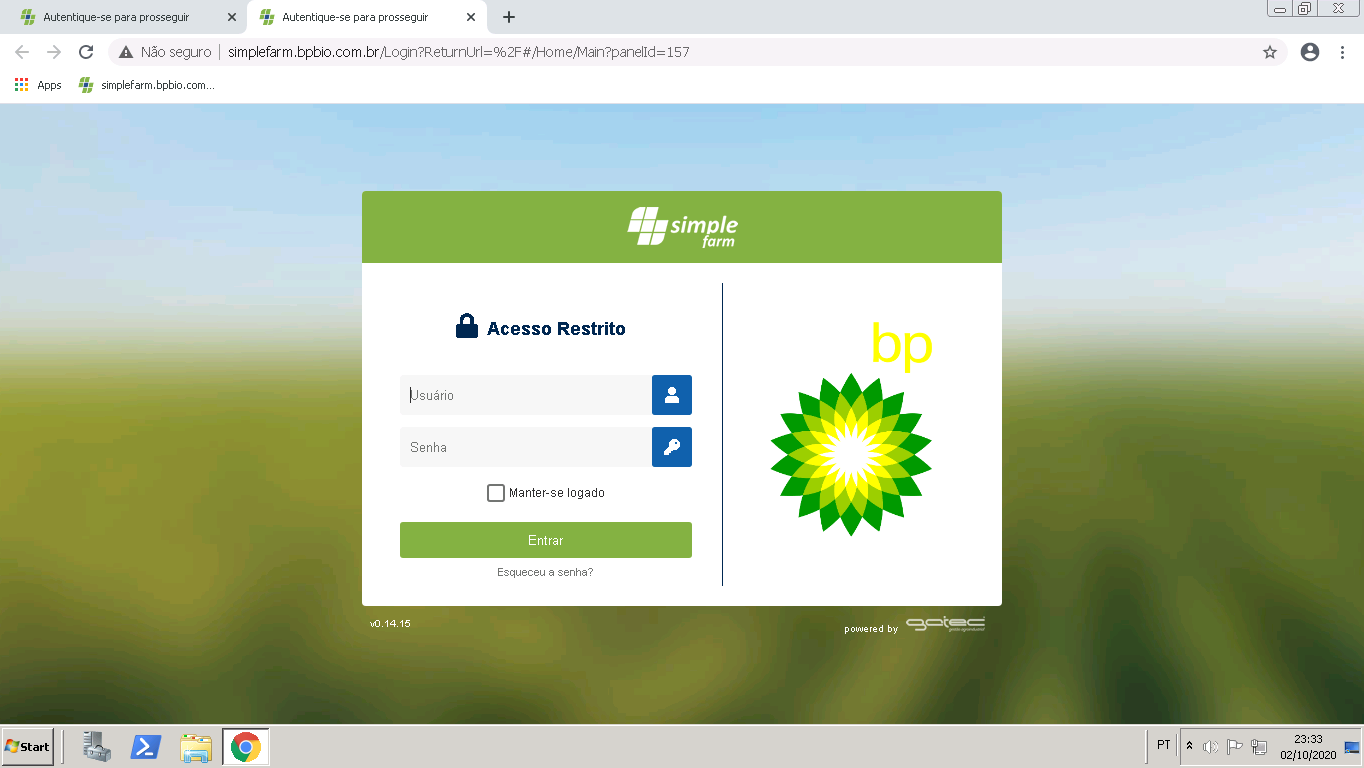 Autentique-se para prosseguir
Autentique-se para prosseguir
Não seguro
simplefarm.bpbio.com.br/Login?ReturnUrl=%2F#/Home/Main?panelId=157
Apps
simplefarm.bpbio.com...
simple
farm
Acesso Restrito
bp
Usuário
Senha
Manter-se logado
Entrar
Esqueceu a senha?
v0.14.15
powered by gatec
Start
PT
23:33
02/10/2020